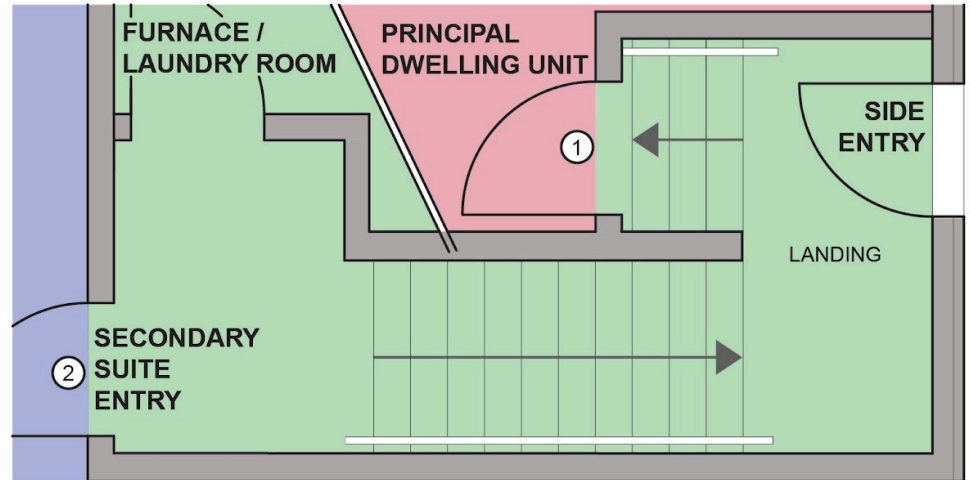 FURNACE /
LAUNDRY ROOM
PRINCIPAL
DWELLING UNIT
1
SIDE
ENTRY
LANDING
2
SECONDARY
SUITE
ENTRY